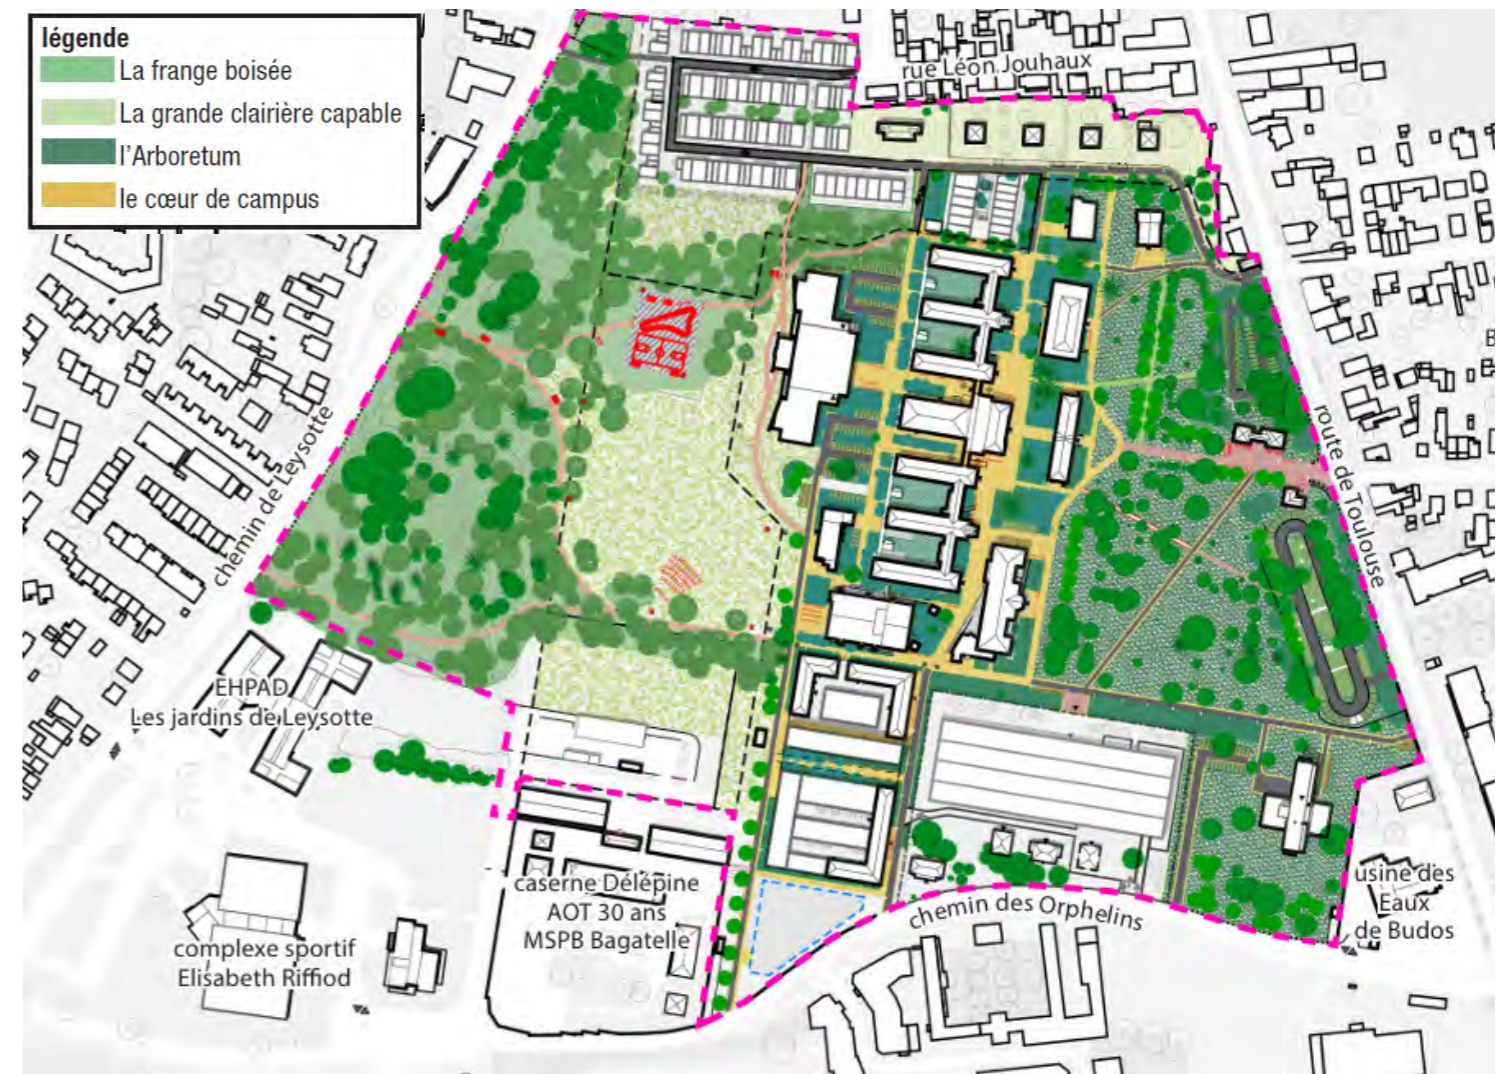 légende
La frange boisée
La grande clairière capable
l'Arboretum
le cœur de campus
rue Léon Jouhaux
chemin de Leysotte
route de Toulouse
B
EHPAD
Les jardins de Leysotte
caserne Délépine
AOT 30 ans
MSPB Bagatelle
complexe sportif
Elisabeth Riffiod
chemin des Orphelins
usine des
Eaux
de Budos